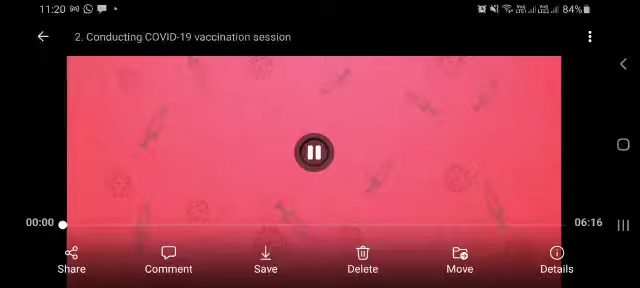 11:20 84%
2. Conducting COVID-19 vaccination session
00:00 06:16
Share Comment Save Delete Move Details